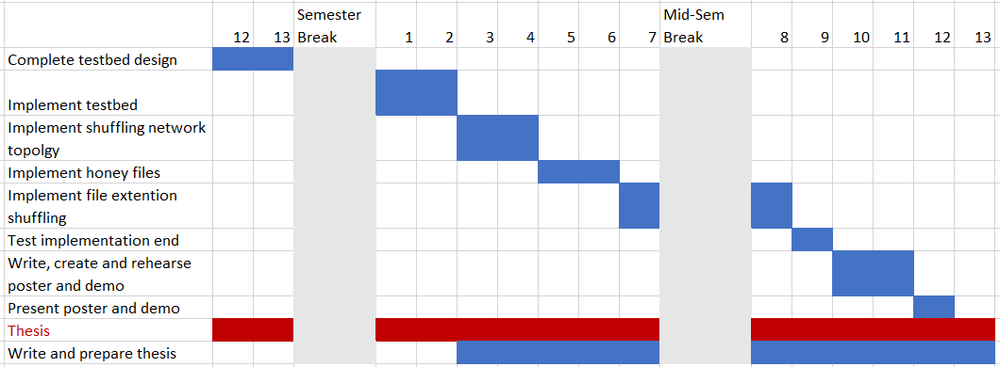 Semester Mid-Sem
12 13 Break 1 2 3 4 5 6 7 Break 8 9 10 11 12 13
Complete testbed design
Implement testbed
Implement shuffling network
topolgy
Implement honey files
Implement file extention
shuffling
Test implementation end
Write, create and rehearse
poster and demo
Present poster and demo
Thesis
Write and prepare thesis